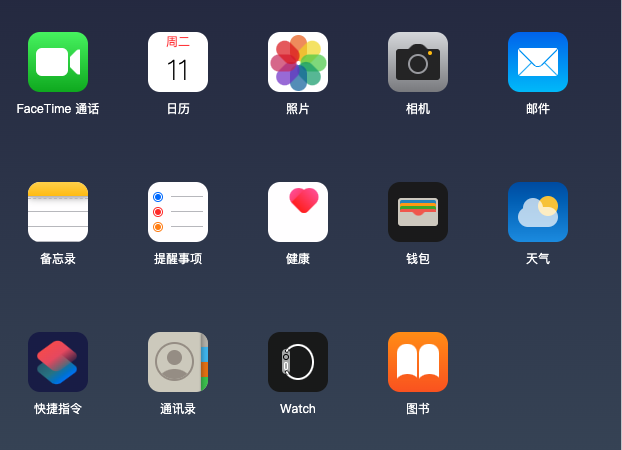 周二
11
FaceTime 通话
日历
照片
相机
邮件
备忘录
提醒事项
健康
钱包
天气
快捷指令
通讯录
Watch
图书